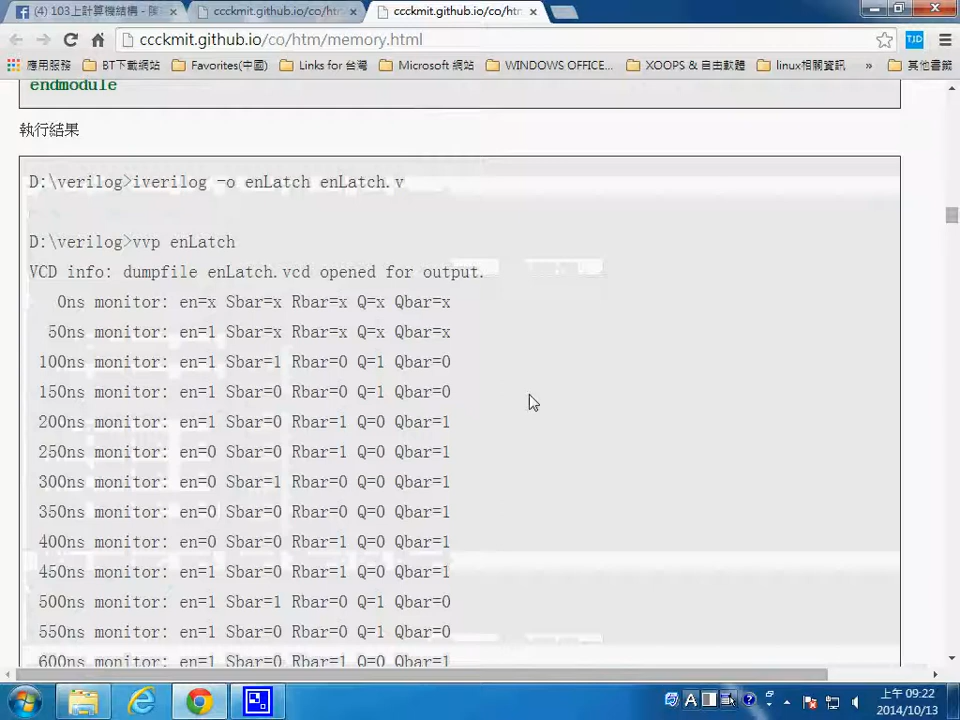 (4) 103上計算機結構 - 陳
cccmit.github.io/co/htm
ccckmit.github.io/co/htm
ccckmit.github.io/co/htm/memory.html
TJD
應用服務
BT下載網站
Favorites(中國)
Links for 台灣
Microsoft 網站
WINDOWS OFFICE...
XOOPS & 自由軟體
linux相關資訊
»
其他書籤
endmodule
執行結果
D:\verilog>iverilog -o enLatch enLatch.v
D:\verilog>vvp enLatch
VCD info: dumpfile enLatch.vcd opened for output.
0ns monitor: en=x Sbar=x Rbar=x Q=x Qbar=x
50ns monitor: en=1 Sbar=x Rbar=x Q=x Qbar=x
100ns monitor: en=1 Sbar=1 Rbar=0 Q=1 Qbar=0
150ns monitor: en=1 Sbar=0 Rbar=0 Q=1 Qbar=0
200ns monitor: en=1 Sbar=0 Rbar=1 Q=0 Qbar=1
250ns monitor: en=0 Sbar=0 Rbar=1 Q=0 Qbar=1
300ns monitor: en=0 Sbar=1 Rbar=0 Q=0 Qbar=1
350ns monitor: en=0 Sbar=0 Rbar=0 Q=0 Qbar=1
400ns monitor: en=0 Sbar=0 Rbar=1 Q=0 Qbar=1
450ns monitor: en=1 Sbar=0 Rbar=1 Q=0 Qbar=1
500ns monitor: en=1 Sbar=1 Rbar=0 Q=1 Qbar=0
550ns monitor: en=1 Sbar=0 Rbar=0 Q=1 Qbar=0
600ns monitor: en=1 Sbar=0 Rbar=1 Q=0 Qbar=1
A
上午 09:22
2014/10/13